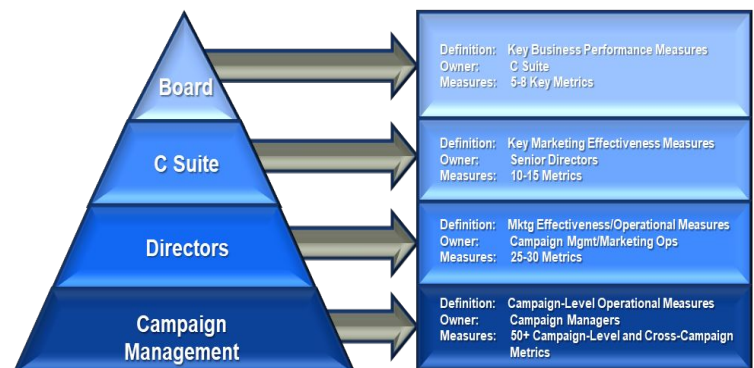 Board
Definition: Key Business Performance Measures
Owner: C Suite
Measures: 5-8 Key Metrics
C Suite
Definition: Key Marketing Effectiveness Measures
Owner: Senior Directors
Measures: 10-15 Metrics
Directors
Definition: Mktg Effectiveness/Operational Measures
Owner: Campaign Mgmt/Marketing Ops
Measures: 25-30 Metrics
Campaign
Management
Definition: Campaign-Level Operational Measures
Owner: Campaign Managers
Measures: 50+ Campaign-Level and Cross-Campaign
Metrics